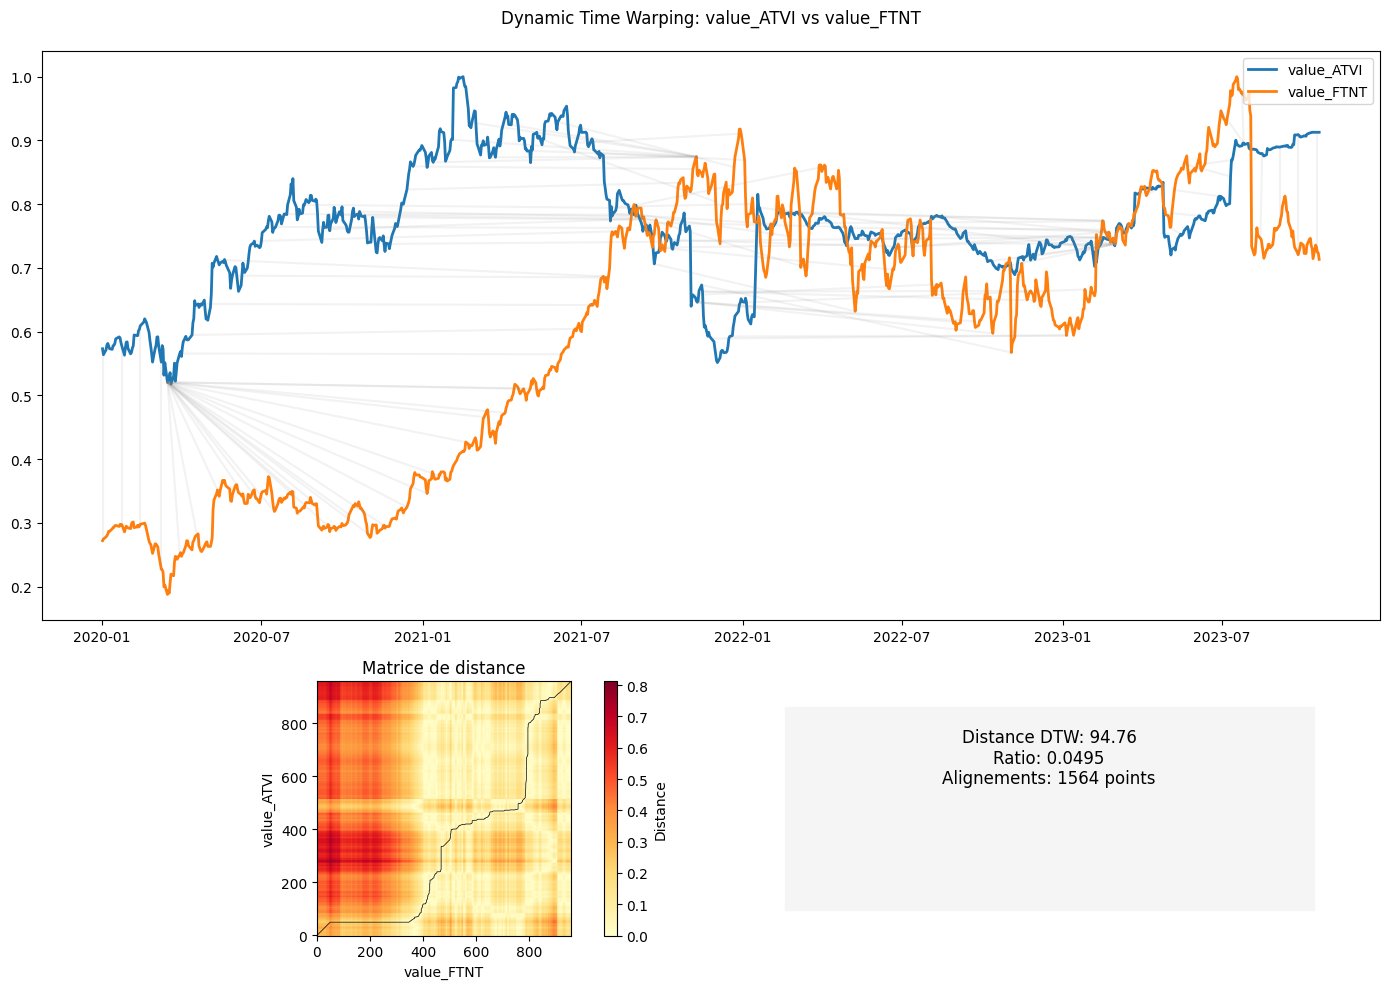 Dynamic Time Warping: value_ATVI vs value_FTNT
value_ATVI
value_FTNT
1.0
0.9
0.8
0.7
0.6
0.5
0.4
0.3
0.2
2020-01 2020-07 2021-01 2021-07 2022-01 2022-07 2023-01 2023-07
Matrice de distance
value_ATVI
800
600
400
200
0
0 200 400 600 800
value_FTNT
0.8
0.7
0.6
0.5
0.4
0.3
0.2
0.1
0.0
Distance
Distance DTW: 94.76
Ratio: 0.0495
Alignements: 1564 points